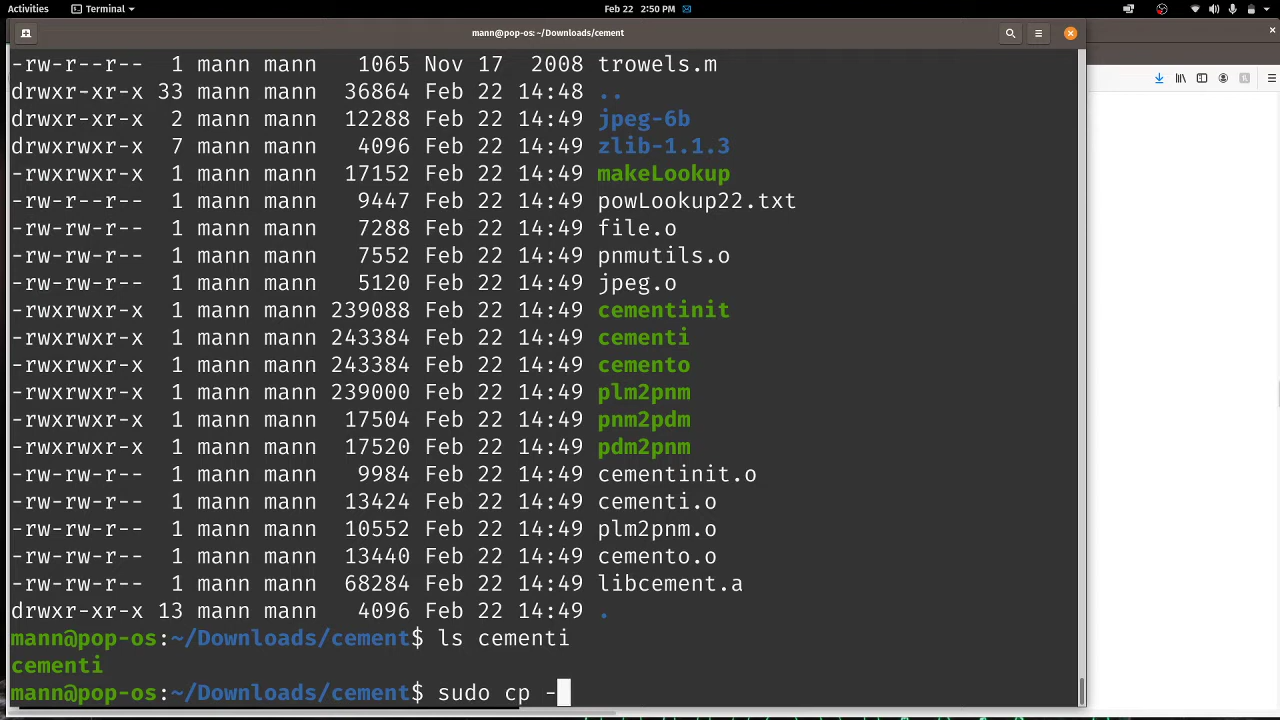 Activities Terminal Feb 22 2:50 PM
mann@pop-os: ~/Downloads/cement
-rw-r--r-- 1 mann mann 1065 Nov 17 2008 trowels.m
drwxr-xr-x 33 mann mann 36864 Feb 22 14:48 ..
drwxr-xr-x 2 mann mann 12288 Feb 22 14:49 jpeg-6b
drwxrwxr-x 7 mann mann 4096 Feb 22 14:49 zlib-1.1.3
-rwxrwxr-x 1 mann mann 17152 Feb 22 14:49 makeLookup
-rw-rw-r-- 1 mann mann 9447 Feb 22 14:49 powLookup22.txt
-rw-rw-r-- 1 mann mann 7288 Feb 22 14:49 file.o
-rw-rw-r-- 1 mann mann 7552 Feb 22 14:49 pnmutils.o
-rw-rw-r-- 1 mann mann 5120 Feb 22 14:49 jpeg.o
-rwxrwxr-x 1 mann mann 239088 Feb 22 14:49 cementinit
-rwxrwxr-x 1 mann mann 243384 Feb 22 14:49 cementi
-rwxrwxr-x 1 mann mann 243384 Feb 22 14:49 cemento
-rwxrwxr-x 1 mann mann 239000 Feb 22 14:49 plm2pnm
-rwxrwxr-x 1 mann mann 17504 Feb 22 14:49 pnm2pdm
-rwxrwxr-x 1 mann mann 17520 Feb 22 14:49 pdm2pnm
-rw-rw-r-- 1 mann mann 9984 Feb 22 14:49 cementinit.o
-rw-rw-r-- 1 mann mann 13424 Feb 22 14:49 cementi.o
-rw-rw-r-- 1 mann mann 10552 Feb 22 14:49 plm2pnm.o
-rw-rw-r-- 1 mann mann 13440 Feb 22 14:49 cemento.o
-rw-rw-r-- 1 mann mann 68284 Feb 22 14:49 libcement.a
drwxr-xr-x 13 mann mann 4096 Feb 22 14:49 .
mann@pop-os:~/Downloads/cement$ ls cementi
cementi
mann@pop-os:~/Downloads/cement$ sudo cp -